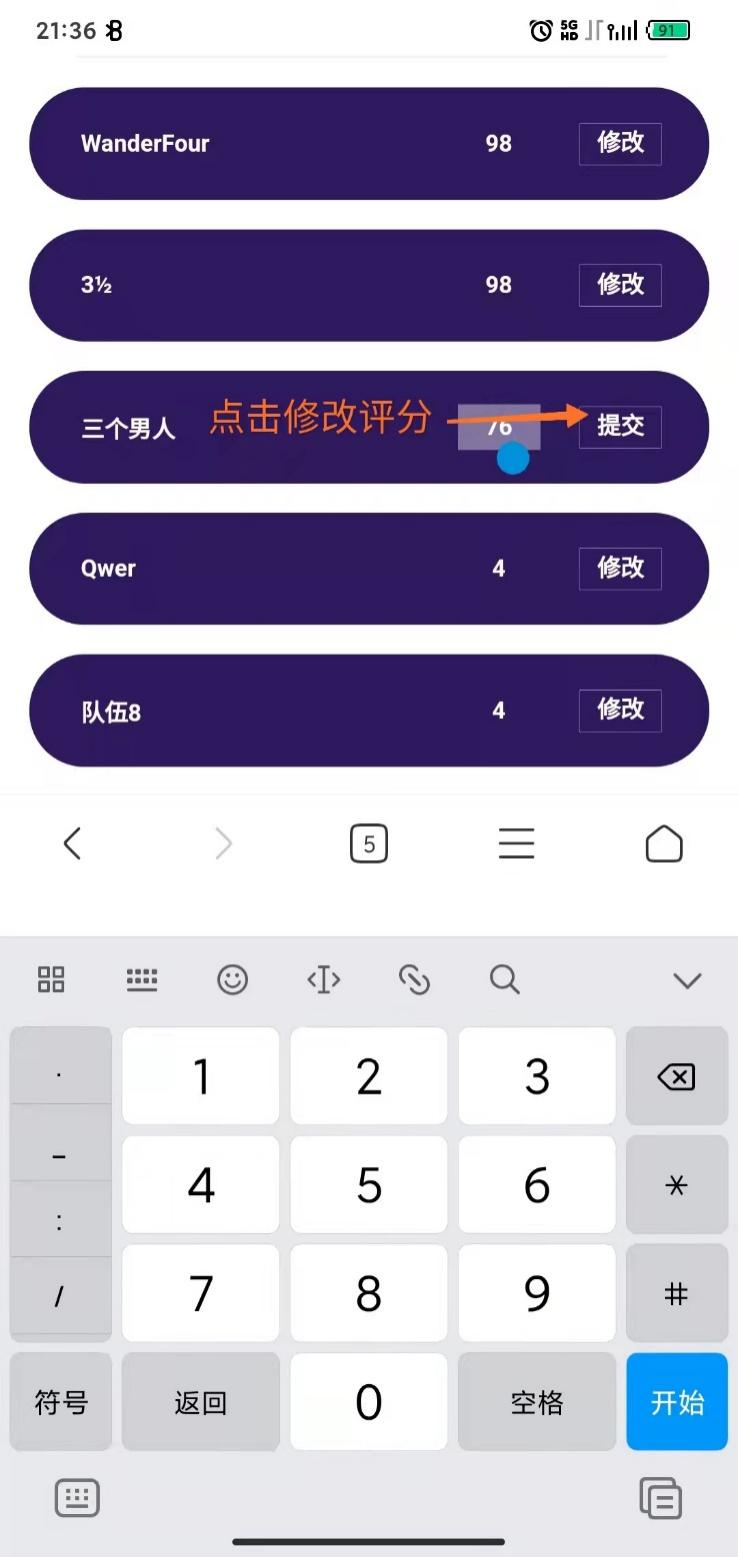 21:36 5G HD 91
WanderFour 98 修改
3½ 98 修改
三个男人 点击修改评分 76 提交
Qwer 4 修改
队伍8 4 修改
5
. 1 2 3
- 4 5 6 *
:
/ 7 8 9 #
符号 返回 0 空格 开始